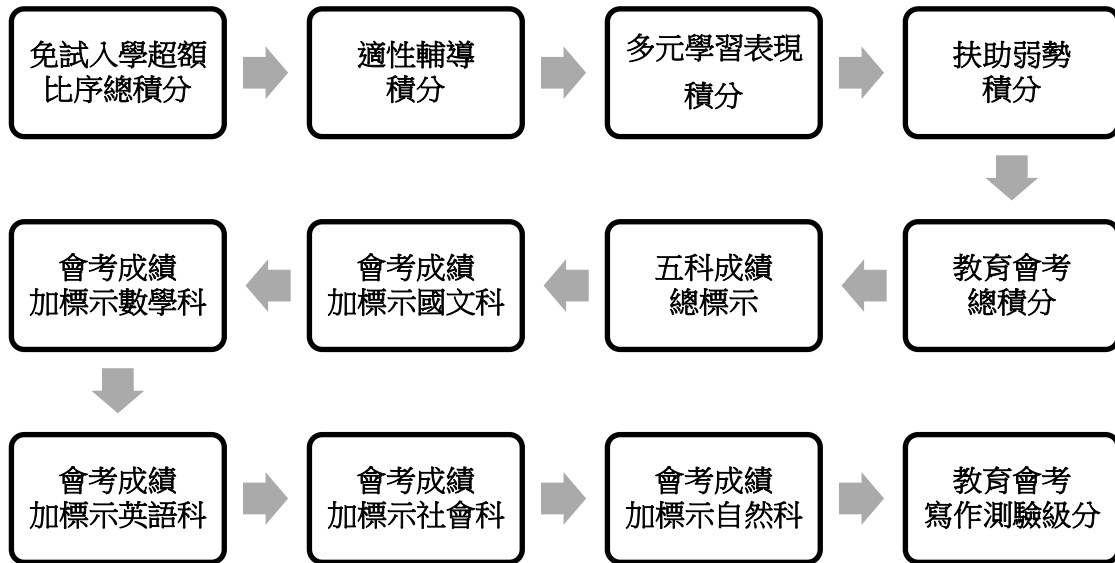 免試入學超額
比序總積分
適性輔導
積分
多元學習表現
積分
扶助弱勢
積分
教育會考
總積分
五科成績
總標示
會考成績
加標示國文科
會考成績
加標示數學科
會考成績
加標示英語科
會考成績
加標示社會科
會考成績
加標示自然科
教育會考
寫作測驗級分